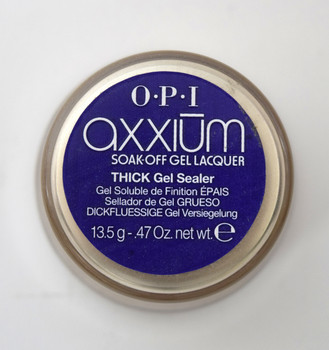 O·P·I
axxiūm
SOAK-OFF GEL LACQUER
THICK Gel Sealer
Gel Soluble de Finition ÉPAIS
Sellador de Gel GRUESO
DICKFLUESSIGE Gel Versiegelung
13.5 g - .47 Oz. net wt. ℮